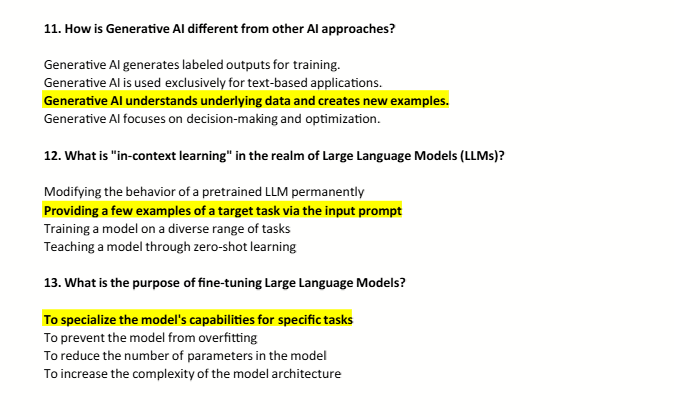 11. How is Generative AI different from other AI approaches?
Generative AI generates labeled outputs for training.
Generative AI is used exclusively for text-based applications.
Generative AI understands underlying data and creates new examples.
Generative AI focuses on decision-making and optimization.
12. What is "in-context learning" in the realm of Large Language Models (LLMs)?
Modifying the behavior of a pretrained LLM permanently
Providing a few examples of a target task via the input prompt
Training a model on a diverse range of tasks
Teaching a model through zero-shot learning
13. What is the purpose of fine-tuning Large Language Models?
To specialize the model's capabilities for specific tasks
To prevent the model from overfitting
To reduce the number of parameters in the model
To increase the complexity of the model architecture